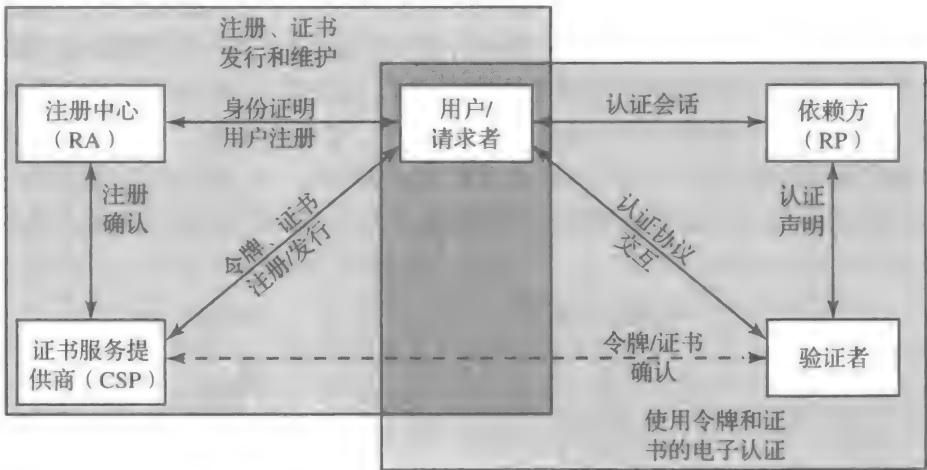 注册、证书
发行和维护
注册中心
（RA）
身份证明
用户注册
用户/
请求者
认证会话
依赖方
（RP）
注册
确认
令牌、证书
注册/发行
认证协议
交互
认证
声明
证书服务提
供商（CSP）
令牌/证书
确认
验证者
使用令牌和证
书的电子认证